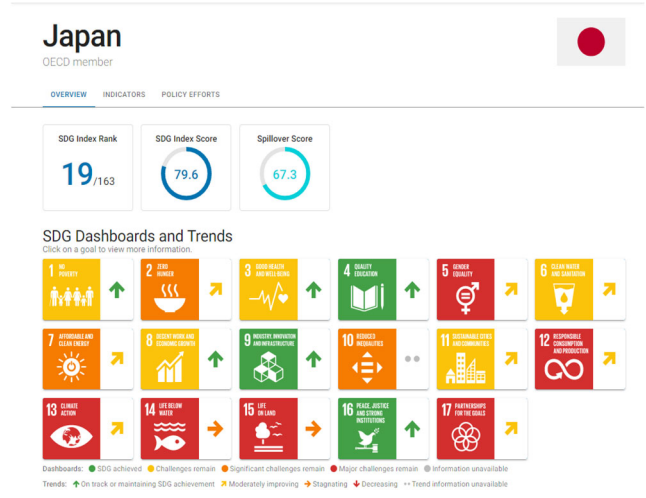 Japan
OECD member
OVERVIEW INDICATORS POLICY EFFORTS
SDG Index Rank
19/163
SDG Index Score
79.6
Spillover Score
67.3
SDG Dashboards and Trends
Click on a goal to view more information.
1 NO
POVERTY
2 ZERO
HUNGER
3 GOOD HEALTH
AND WELL-BEING
4 QUALITY
EDUCATION
5 GENDER
EQUALITY
6 CLEAN WATER
AND SANITATION
7 AFFORDABLE AND
CLEAN ENERGY
8 DECENT WORK AND
ECONOMIC GROWTH
9 INDUSTRY, INNOVATION
AND INFRASTRUCTURE
10 REDUCED
INEQUALITIES
11 SUSTAINABLE CITIES
AND COMMUNITIES
12 RESPONSIBLE
CONSUMPTION
AND PRODUCTION
13 CLIMATE
ACTION
14 LIFE BELOW
WATER
15 LIFE
ON LAND
16 PEACE, JUSTICE
AND STRONG
INSTITUTIONS
17 PARTNERSHIPS
FOR THE GOALS
Dashboards: SDG achieved Challenges remain Significant challenges remain Major challenges remain Information unavailable
Trends: On track or maintaining SDG achievement Moderately improving Stagnating Decreasing Trend information unavailable